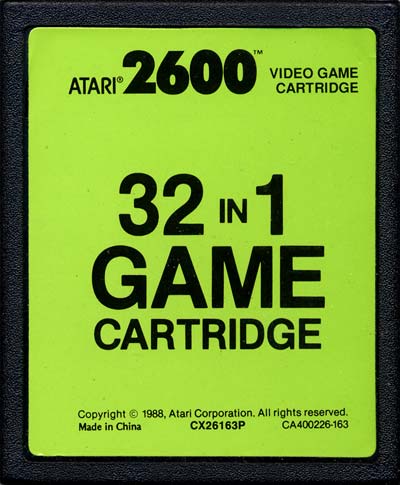 ATARI® 2600™ VIDEO GAME
CARTRIDGE
32 IN 1
GAME
CARTRIDGE
Copyright © 1988, Atari Corporation. All rights reserved.
Made in China CX26163P CA400226-163